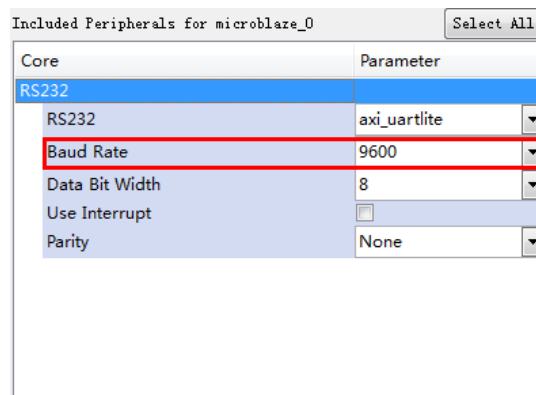 Included Peripherals for microblaze_0 Select All
Core Parameter
RS232
RS232 axi_uartlite
Baud Rate 9600
Data Bit Width 8
Use Interrupt
Parity None